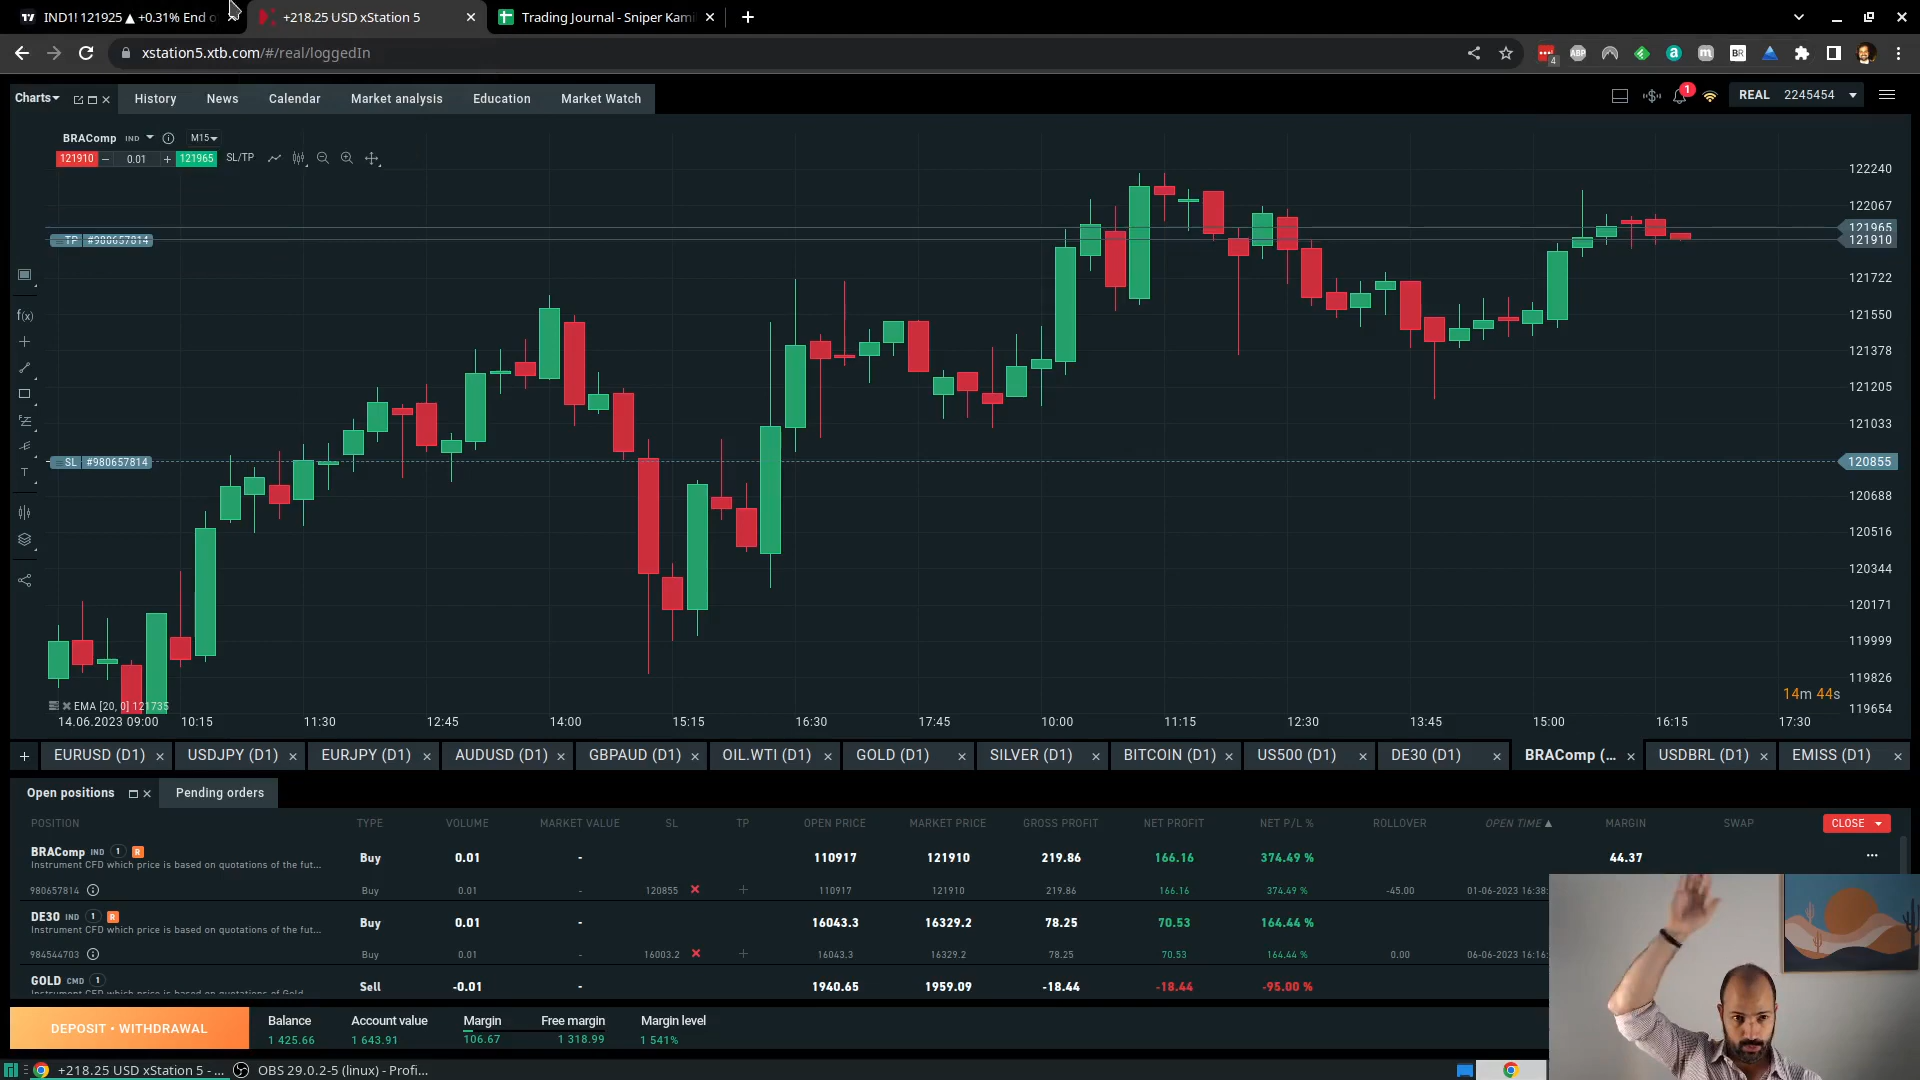 IND1! 121925 ▲ +0.31% End o
+218.25 USD xStation 5
Trading Journal - Sniper Kami
xstation5.xtb.com/#/real/loggedIn
4
ABP
a
m
BR
Charts
History
News
Calendar
Market analysis
Education
Market Watch
1
REAL 2245454
BRAComp IND M15
121910 − 0.01 + 121965 SL/TP
122240
122067
121965
TP #980657814
121910
121722
121550
f(x)
121378
121205
121033
SL #980657814
120855
T
120688
120516
120344
120171
119999
119826
14m 44s
EMA [20, 0] 121735
119654
14.06.2023 09:00 10:15 11:30 12:45 14:00 15:15 16:30 17:45 10:00 11:15 12:30 13:45 15:00 16:15 17:30
+ EURUSD (D1) USDJPY (D1) EURJPY (D1) AUDUSD (D1) GBPAUD (D1) OIL.WTI (D1) GOLD (D1) SILVER (D1) BITCOIN (D1) US500 (D1) DE30 (D1) BRAComp (... USDBRL (D1) EMISS (D1)
Open positions
Pending orders
POSITION TYPE VOLUME MARKET VALUE SL TP OPEN PRICE MARKET PRICE GROSS PROFIT NET PROFIT NET P/L % ROLLOVER OPEN TIME ▲ MARGIN SWAP CLOSE
BRAComp IND 1 R Buy 0.01 - 110917 121910 219.86 166.16 374.49 % 44.37 ...
Instrument CFD which price is based on quotations of the fut...
980657814 Buy 0.01 - 120855 110917 121910 219.86 166.16 374.49 % -45.00 01-06-2023 16:38:
DE30 IND 1 R Buy 0.01 - 16043.3 16329.2 78.25 70.53 164.44 %
Instrument CFD which price is based on quotations of the fut...
984544703 Buy 0.01 - 16003.2 16043.3 16329.2 78.25 70.53 164.44 % 0.00 06-06-2023 16:16:
GOLD CMD 1 Sell -0.01 - 1940.65 1959.09 -18.44 -18.44 -95.00 %
Instrument CFD which price is based on quotations of Gold
DEPOSIT • WITHDRAWAL
Balance Account value Margin Free margin Margin level
1 425.66 1 643.91 106.67 1 318.99 1 541%
+218.25 USD xStation 5 - ...
OBS 29.0.2-5 (linux) - Profi...